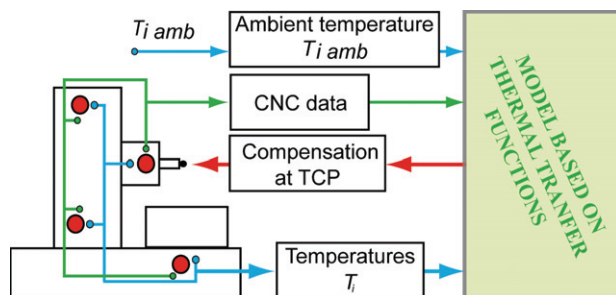 Ti amb
Ambient temperature
Ti amb
CNC data
Compensation
at TCP
Temperatures
Ti
MODEL BASED ON
THERMAL TRANFER
FUNCTIONS